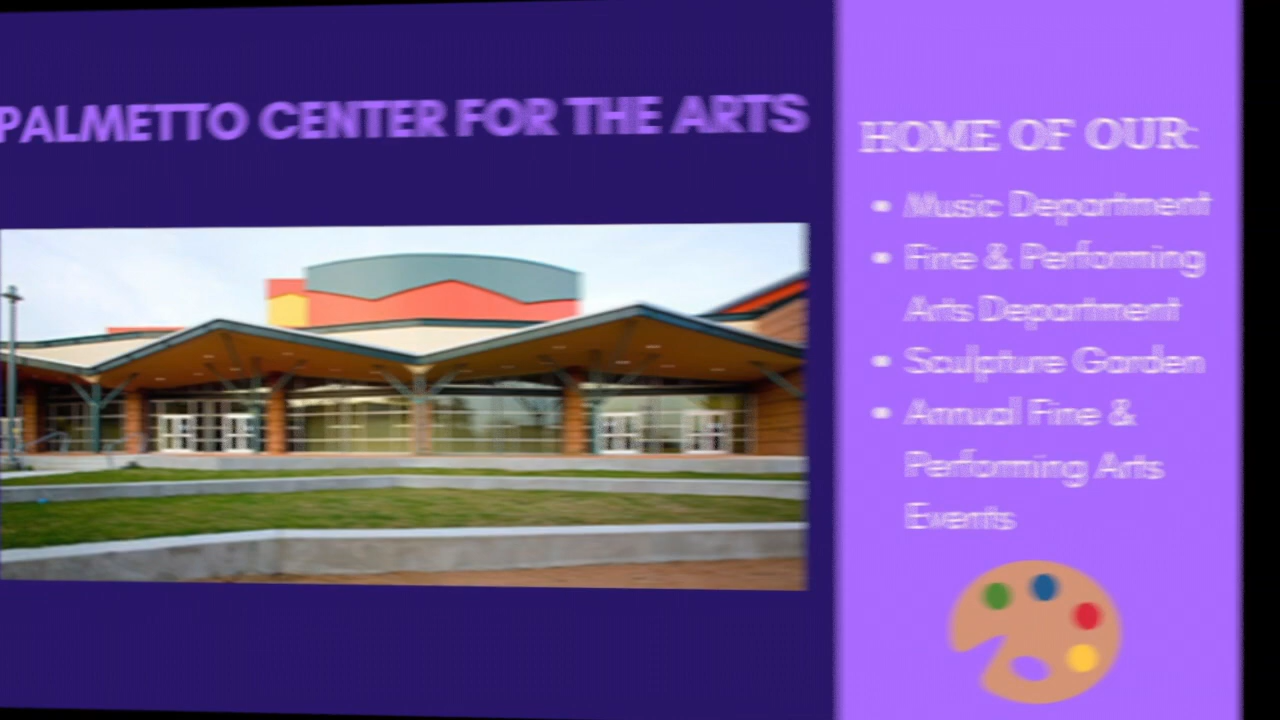 PALMETTO CENTER FOR THE ARTS
HOME OF OUR:
• Music Department
• Fine & Performing
Arts Department
• Sculpture Garden
• Annual Fine &
Performing Arts
Events